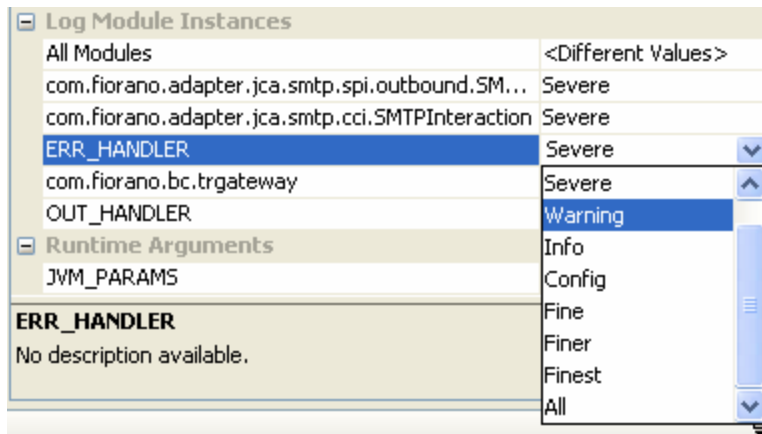 Log Module Instances
All Modules <Different Values>
com.fiorano.adapter.jca.smtp.spi.outbound.SM... Severe
com.fiorano.adapter.jca.smtp.cci.SMTPInteraction Severe
ERR_HANDLER Severe
com.fiorano.bc.trgateway Severe
OUT_HANDLER Warning
Runtime Arguments Info
JVM_PARAMS Config
Fine
ERR_HANDLER
No description available. Finer
Finest
All